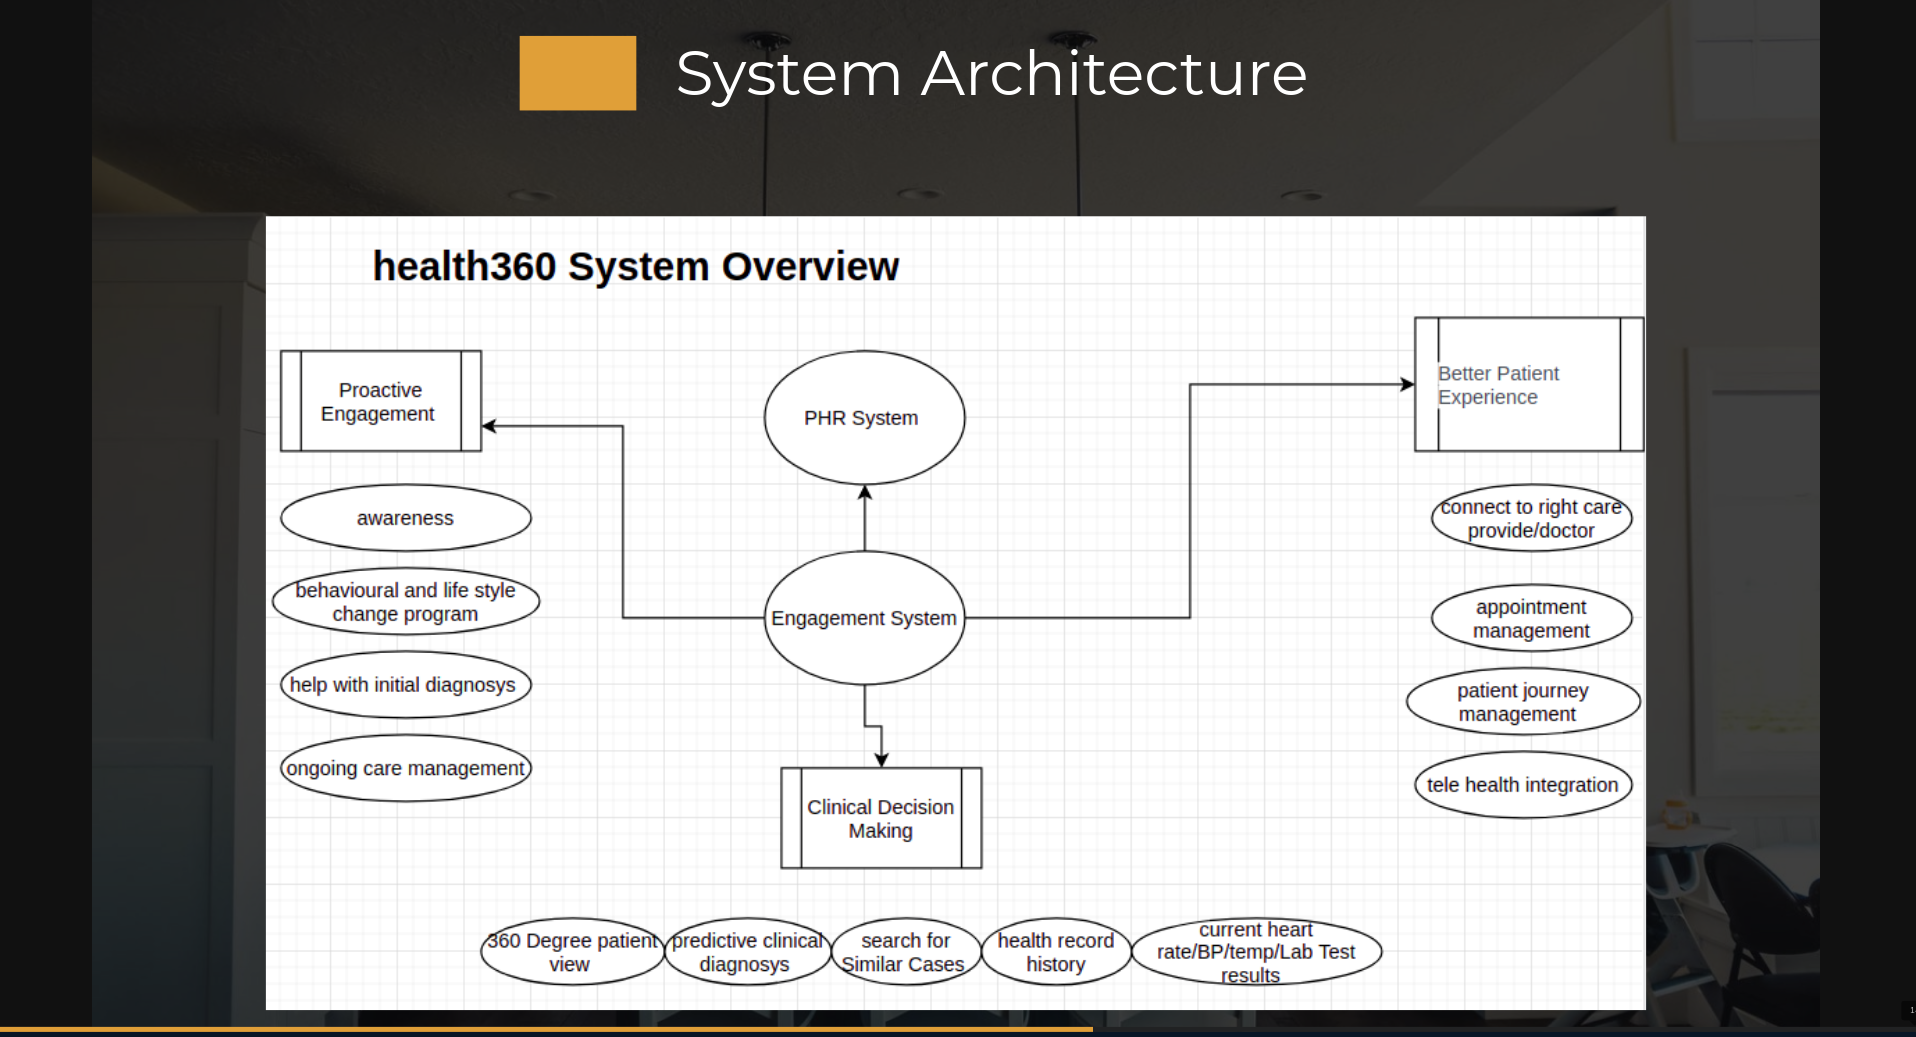 System Architecture
health360 System Overview
Proactive
Engagement
PHR System
Better Patient
Experience
awareness
behavioural and life style
change program
help with initial diagnosys
ongoing care management
Engagement System
connect to right care
provide/doctor
appointment
management
patient journey
management
tele health integration
Clinical Decision
Making
360 Degree patient
view
predictive clinical
diagnosys
search for
Similar Cases
health record
history
current heart
rate/BP/temp/Lab Test
results